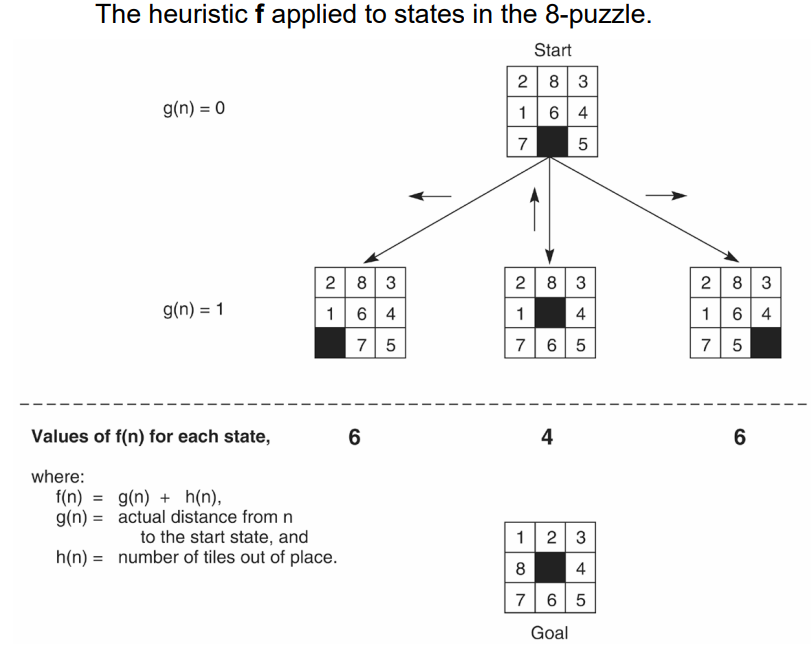 The heuristic f applied to states in the 8-puzzle.
Start
2 8 3
g(n) = 0
1 6 4
7 5
2 8 3 2 8 3 2 8 3
g(n) = 1
1 6 4 1 4 1 6 4
7 5 7 6 5 7 5
Values of f(n) for each state, 6 4 6
where:
f(n) = g(n) + h(n),
g(n) = actual distance from n
to the start state, and
h(n) = number of tiles out of place.
1 2 3
8 4
7 6 5
Goal